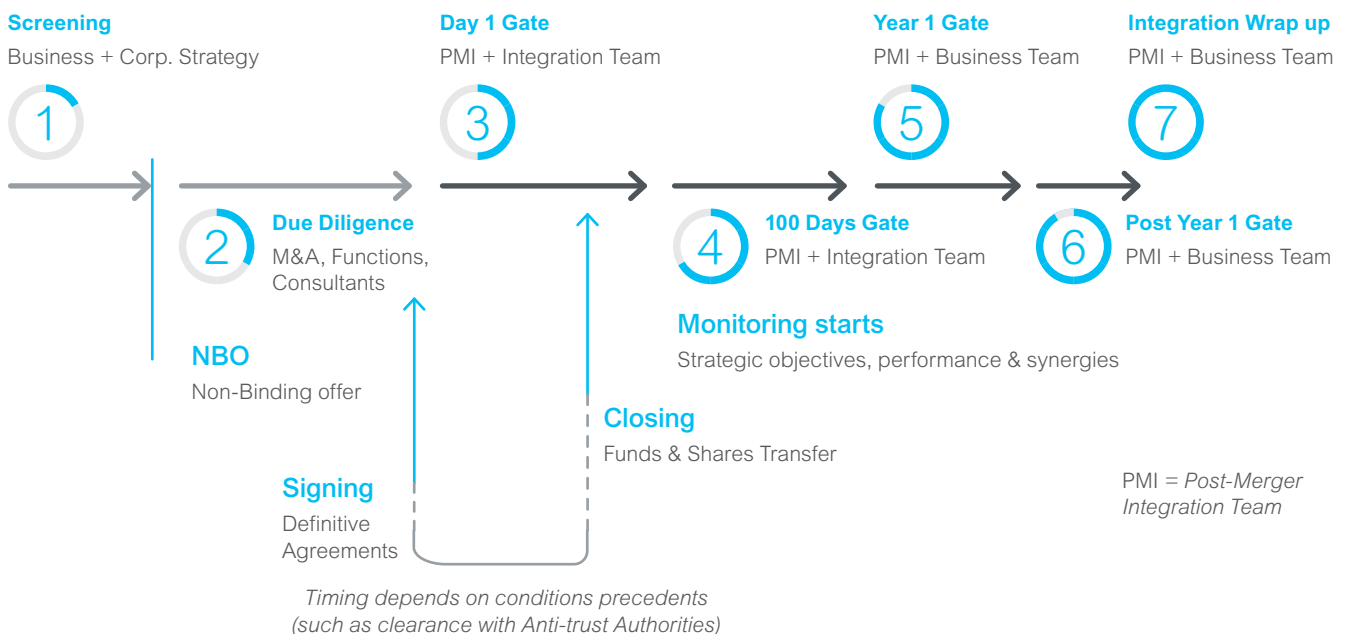 Screening
Business + Corp. Strategy
1
Day 1 Gate
PMI + Integration Team
3
Year 1 Gate
PMI + Business Team
5
Integration Wrap up
PMI + Business Team
7
2
Due Diligence
M&A, Functions,
Consultants
4
100 Days Gate
PMI + Integration Team
6
Post Year 1 Gate
PMI + Business Team
NBO
Non-Binding offer
Monitoring starts
Strategic objectives, performance & synergies
Closing
Funds & Shares Transfer
Signing
Definitive
Agreements
PMI = Post-Merger
Integration Team
Timing depends on conditions precedents
(such as clearance with Anti-trust Authorities)